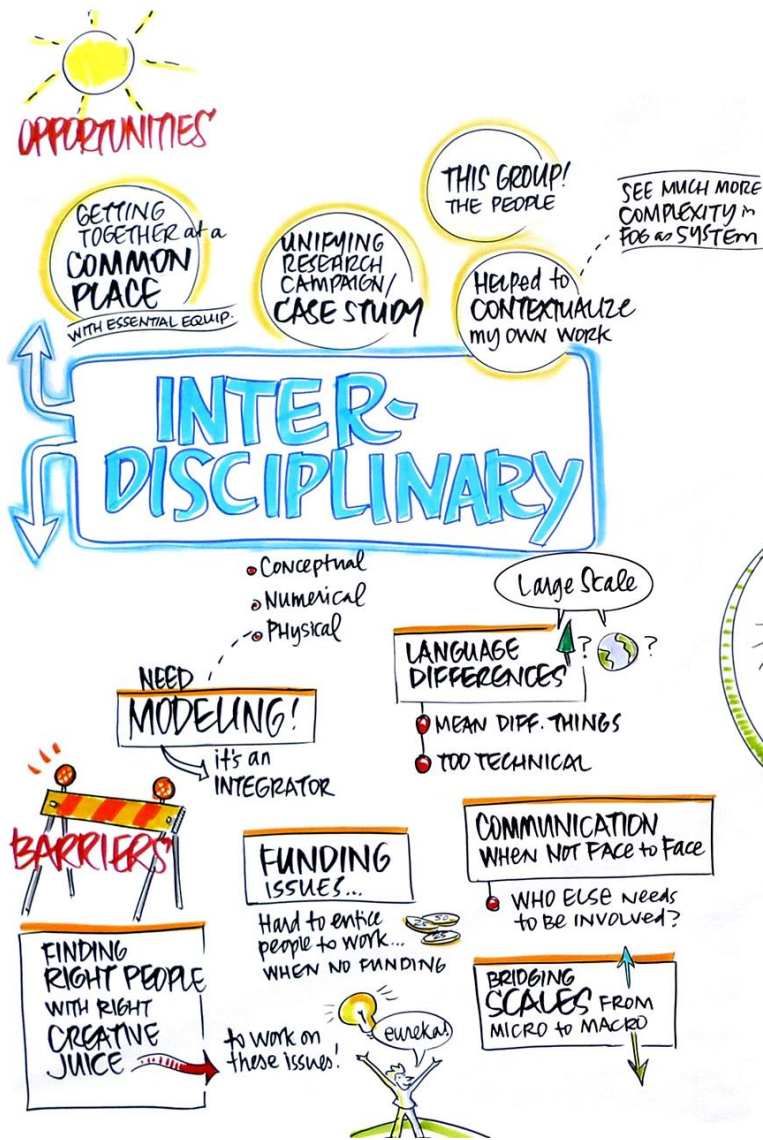 OPPORTUNITIES
GETTING
TOGETHER at a
COMMON
PLACE
WITH ESSENTIAL EQUIP.
UNIFYING
RESEARCH
CAMPAIGN/
CASE STUDY
THIS GROUP!
THE PEOPLE
Helped to
CONTEXTUALIZE
my OWN WORK
SEE MUCH MORE
COMPLEXITY in
FOG as SYSTEM
INTER-
DISCIPLINARY
Conceptual
Numerical
Physical
NEED
MODELING!
it's an
INTEGRATOR
Large Scale
LANGUAGE
DIFFERENCES
? ?
MEAN DIFF. THINGS
TOO TECHNICAL
BARRIERS
FUNDING
ISSUES...
Hard to entice
people to work...
WHEN NO FUNDING
COMMUNICATION
WHEN NOT FACE to FACE
WHO ELSE Needs
to BE INVOLVED?
FINDING
RIGHT PEOPLE
WITH RIGHT
CREATIVE
JUICE
to work on
these issues!
eureka!
BRIDGING
SCALES FROM
MICRO to MACRO